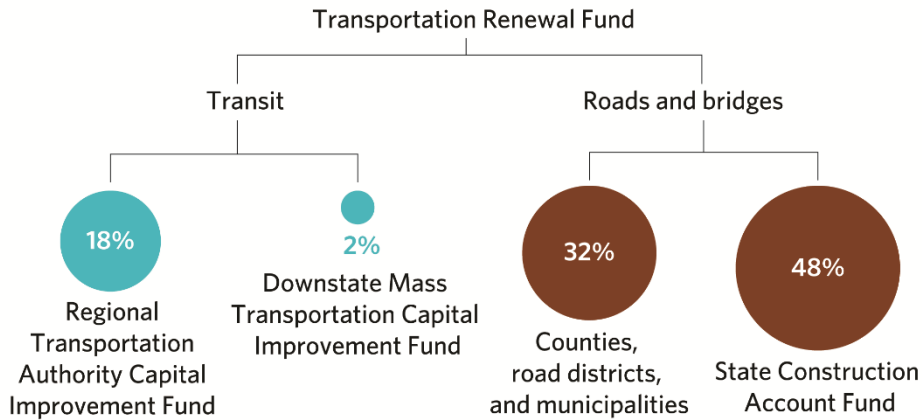 Transportation Renewal Fund
Transit
Roads and bridges
18%
Regional
Transportation
Authority Capital
Improvement Fund
2%
Downstate Mass
Transportation Capital
Improvement Fund
32%
Counties,
road districts,
and municipalities
48%
State Construction
Account Fund